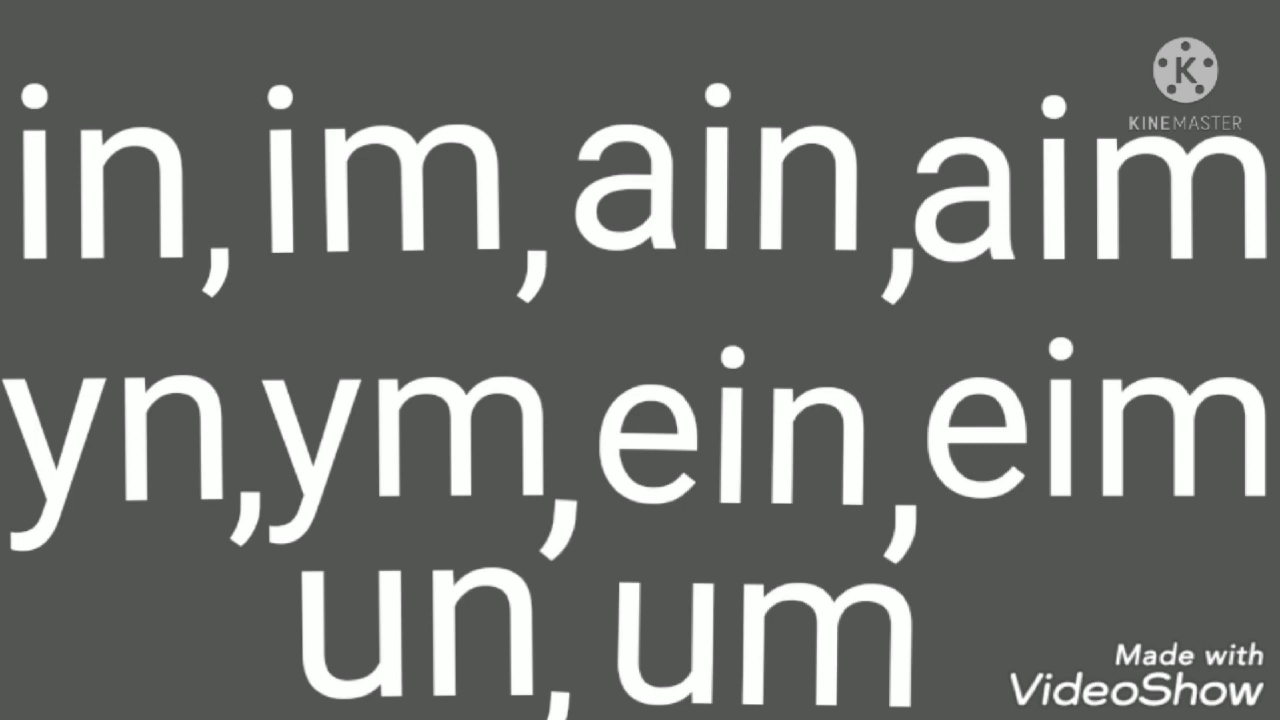 KINEMASTER
in, im, ain, aim
yn, ym, ein, eim
un, um
Made with
VideoShow